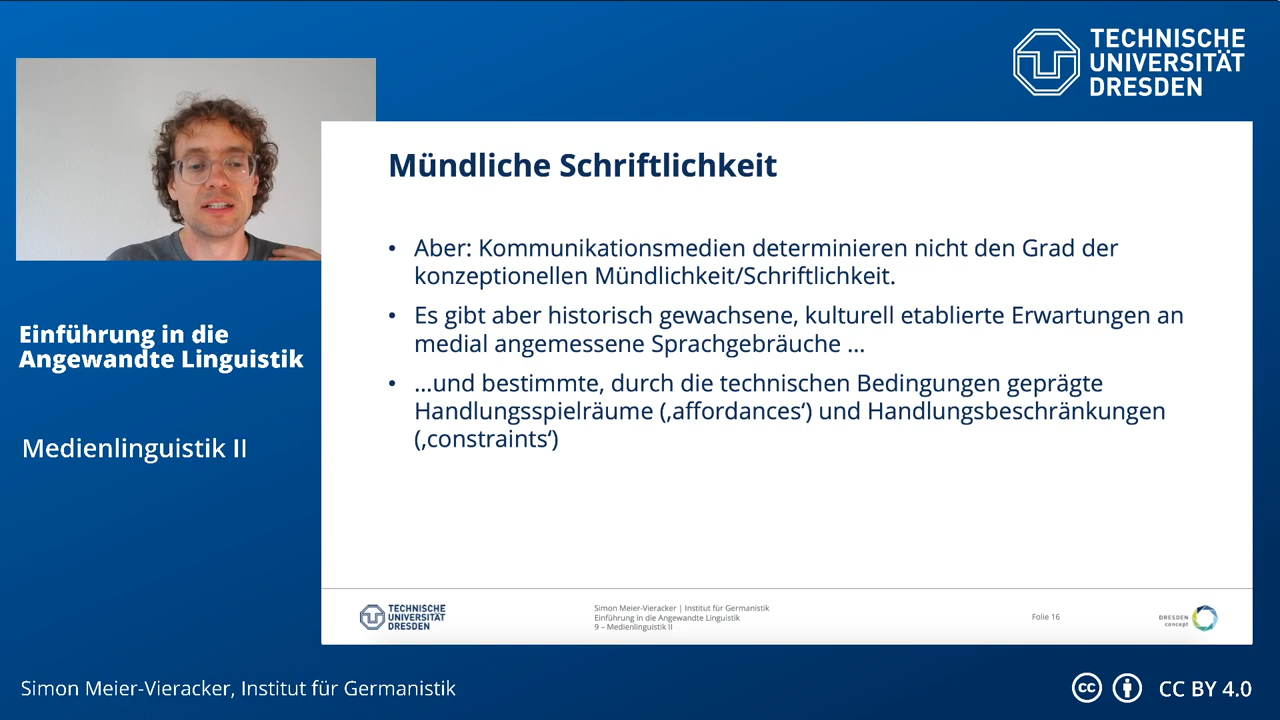 TECHNISCHE
UNIVERSITÄT
DRESDEN
Einführung in die
Angewandte Linguistik
Medienlinguistik II
Mündliche Schriftlichkeit
• Aber: Kommunikationsmedien determinieren nicht den Grad der
konzeptionellen Mündlichkeit/Schriftlichkeit.
• Es gibt aber historisch gewachsene, kulturell etablierte Erwartungen an
medial angemessene Sprachgebräuche ...
• ...und bestimmte, durch die technischen Bedingungen geprägte
Handlungsspielräume (‚affordances‘) und Handlungsbeschränkungen
(‚constraints‘)
TECHNISCHE
UNIVERSITÄT
DRESDEN
Simon Meier-Vieracker | Institut für Germanistik
Einführung in die Angewandte Linguistik
9 – Medienlinguistik II
Folie 16
DRESDEN
concept
Simon Meier-Vieracker, Institut für Germanistik
cc CC BY 4.0